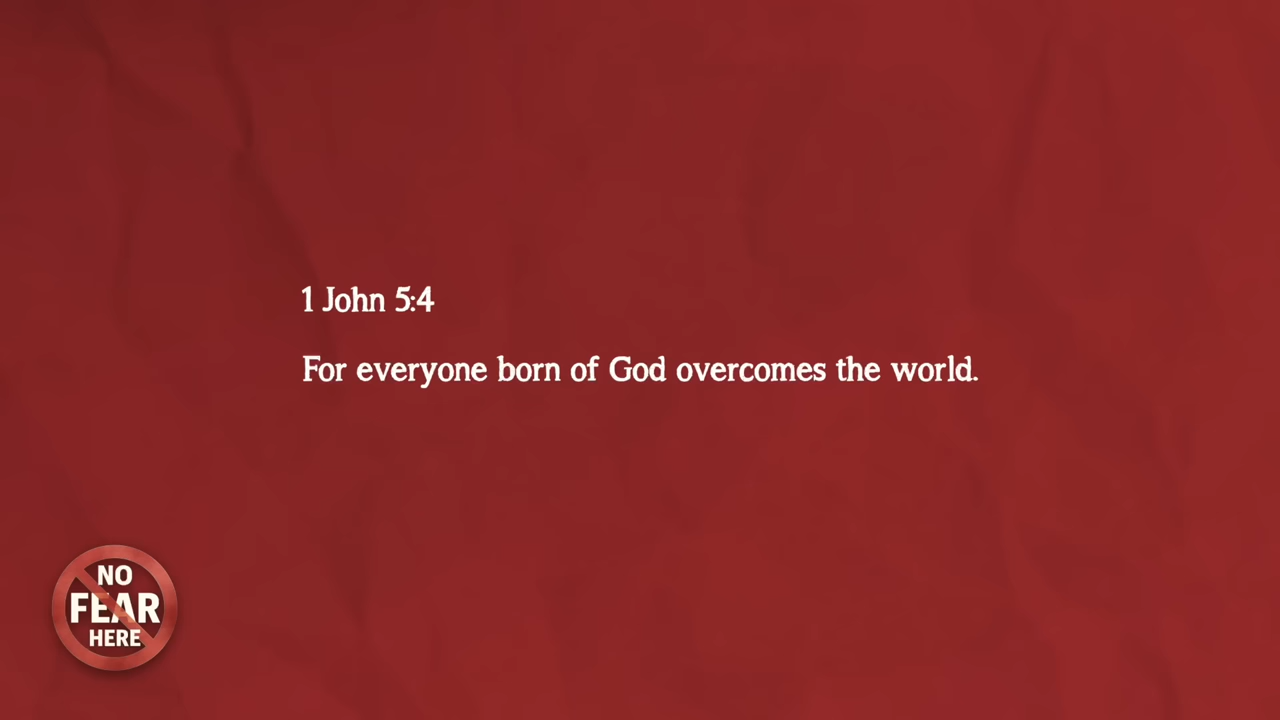 1 John 5:4
For everyone born of God overcomes the world.
NO
FEAR
HERE